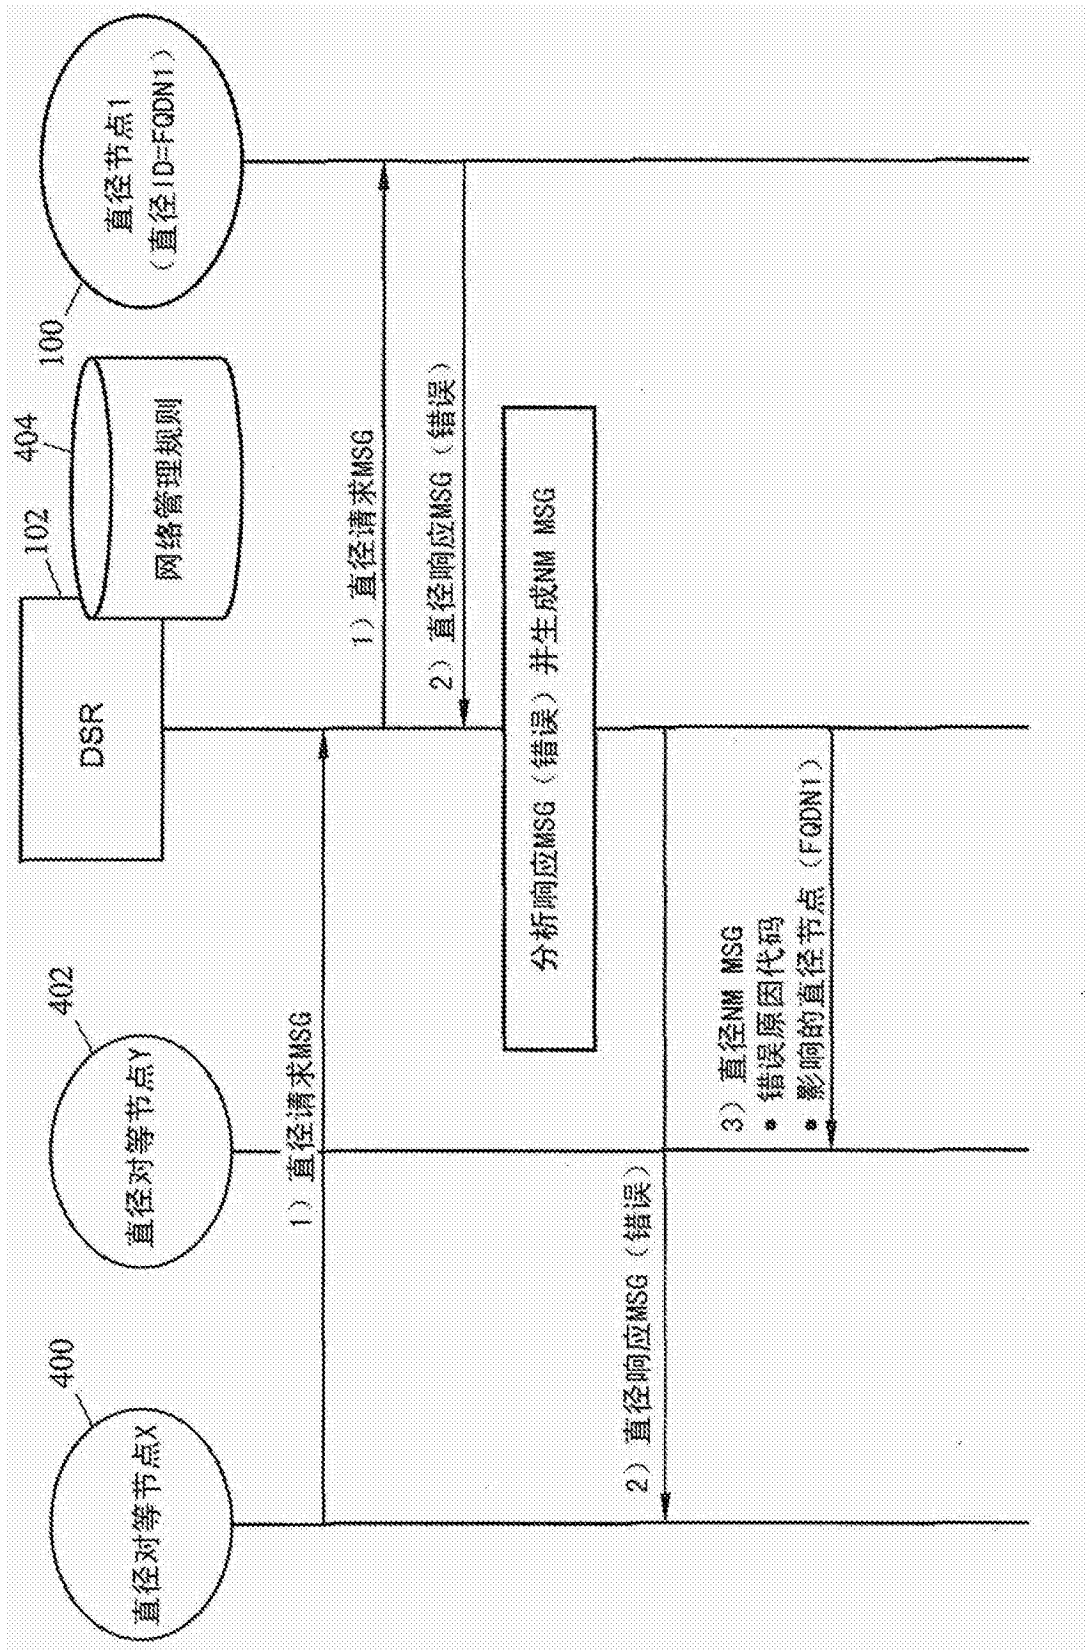 400
直径对等节点X
402
直径对等节点Y
102
DSR
404
网络管理规则
100
直径节点1
（直径ID=FQDN1）
1）直径请求MSG
1）直径请求MSG
2）直径响应MSG（错误）
分析响应MSG（错误）并生成NM MSG
2）直径响应MSG（错误）
3）直径NM MSG
• 错误原因代码
• 影响的直径节点（FQDN1）